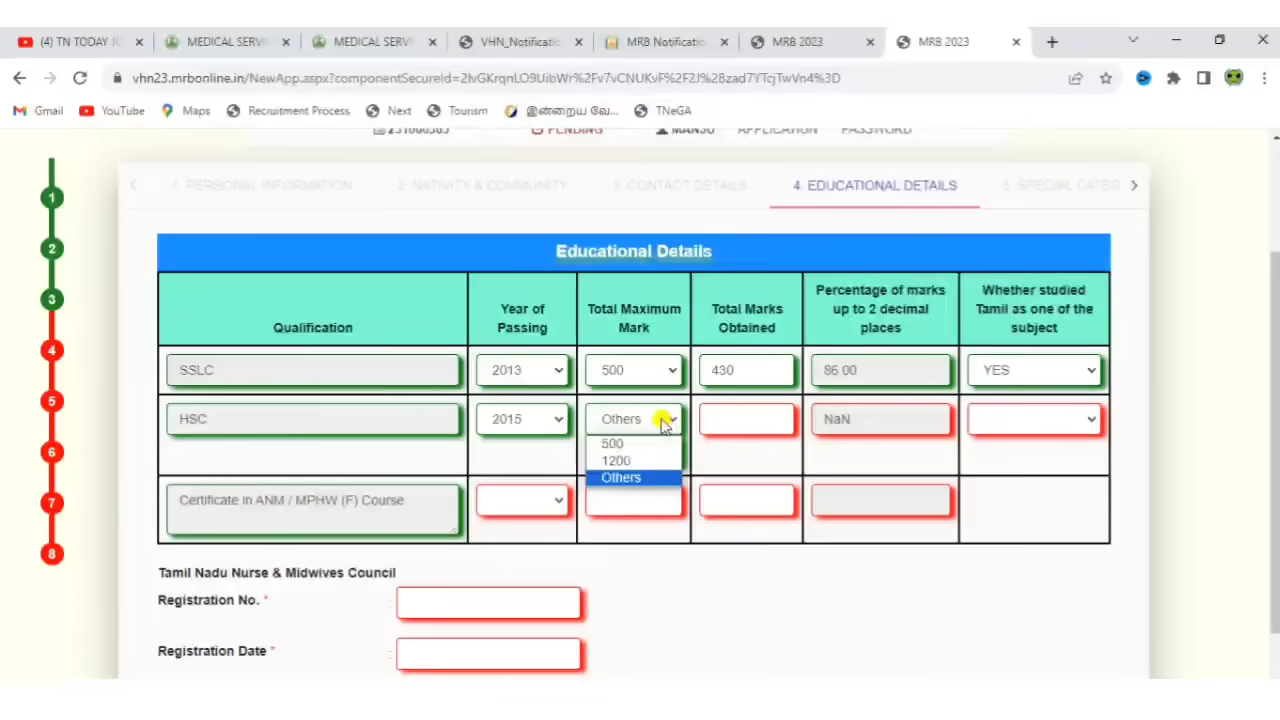 (4) TN TODAY JO MEDICAL SERVI MEDICAL SERVI VHN_Notificatio MRB Notificatio MRB 2023 MRB 2023
vhn23.mrbonline.in/NewApp.aspx?componentSecureId=2IvGKrqnLO9UibWr%2Fv7vCNUKvF%2F2J%2Bzad7YTcjTwVn4%3D
Gmail YouTube Maps Recruitment Process Next Tourism இன்றைய வே... TNeGA
PENDING MANJU APPLICATION PASSWORD
1. PERSONAL INFORMATION 2. NATIVITY & COMMUNITY 3. CONTACT DETAILS 4. EDUCATIONAL DETAILS 5. SPECIAL CATEG
1
2
3
4
5
6
7
8
Educational Details
Qualification Year of Passing Total Maximum Mark Total Marks Obtained Percentage of marks up to 2 decimal places Whether studied Tamil as one of the subject
SSLC 2013 500 430 86.00 YES
HSC 2015 Others NaN
500
1200
Others
Certificate in ANM / MPHW (F) Course
Tamil Nadu Nurse & Midwives Council
Registration No. * :
Registration Date * :